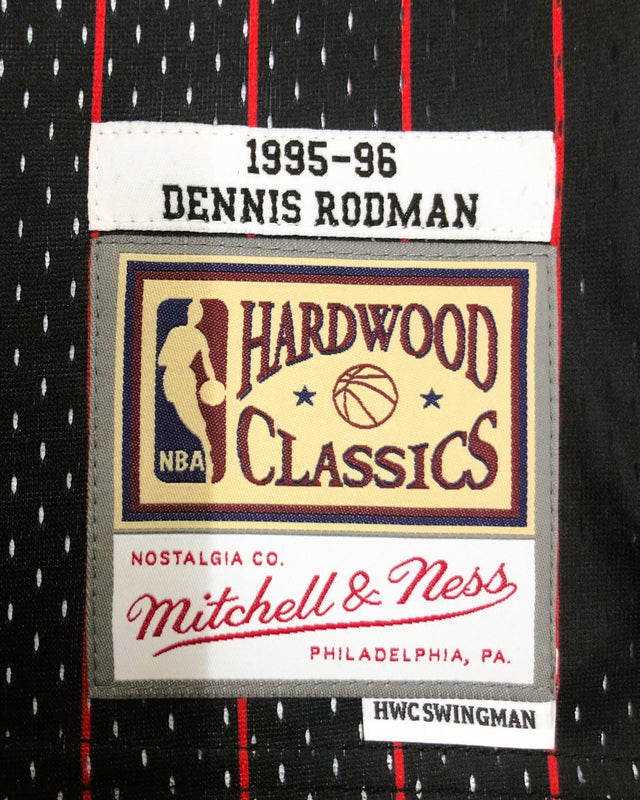 1995-96
DENNIS RODMAN
HARDWOOD
CLASSICS
NBA
NOSTALGIA CO.
Mitchell & Ness
PHILADELPHIA, PA.
HWC SWINGMAN